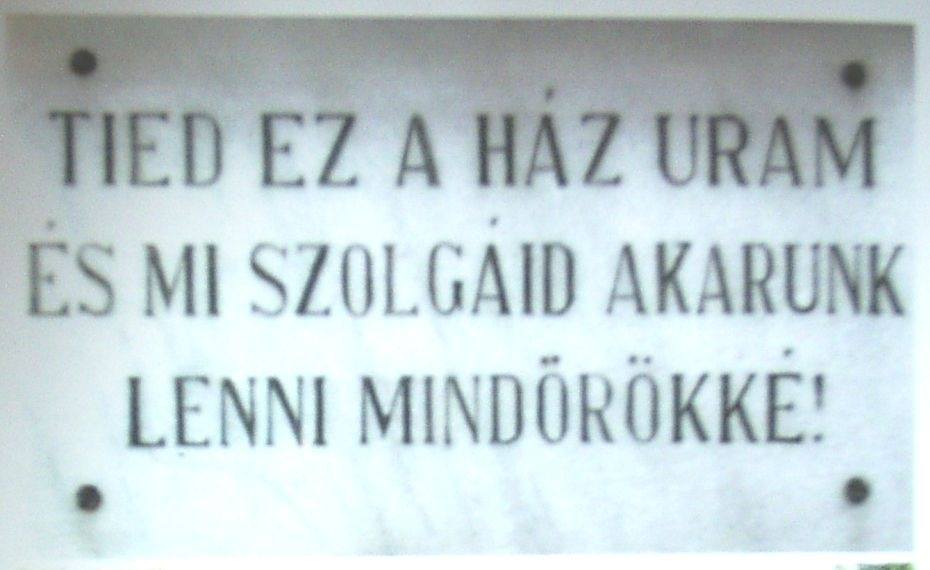 TIED EZ A HÁZ URAM
ÉS MI SZOLGÁID AKARUNK
LENNI MINDÖRÖKKÉ!